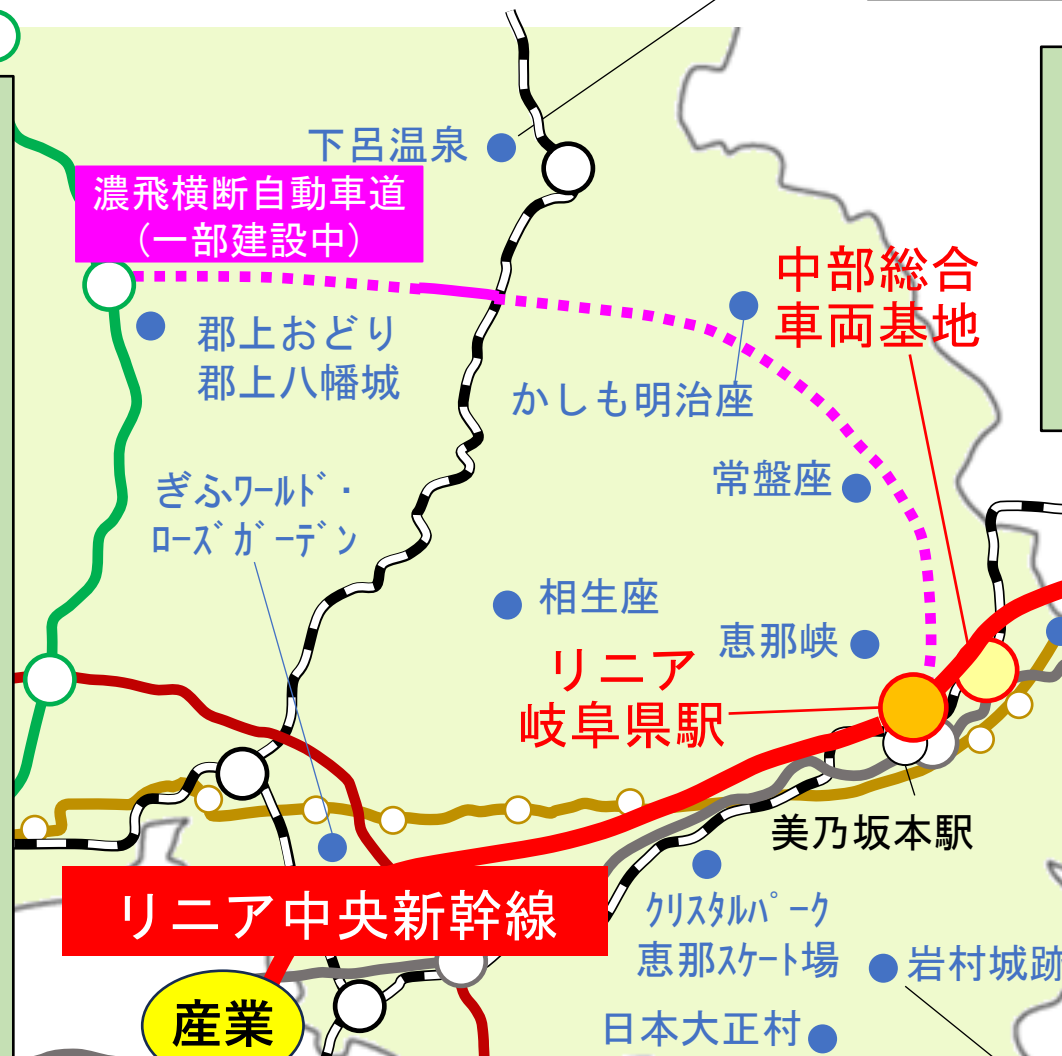 下呂温泉
濃飛横断自動車道
(一部建設中)
中部総合
車両基地
郡上おどり
郡上八幡城
かしも明治座
ぎふﾜｰﾙﾄﾞ・
ﾛｰｽﾞｶﾞｰﾃﾞﾝ
常盤座
相生座
恵那峡
リニア
岐阜県駅
美乃坂本駅
リニア中央新幹線
ｸﾘｽﾀﾙﾊﾟｰｸ
恵那ｽｹｰﾄ場
岩村城跡
産業
日本大正村